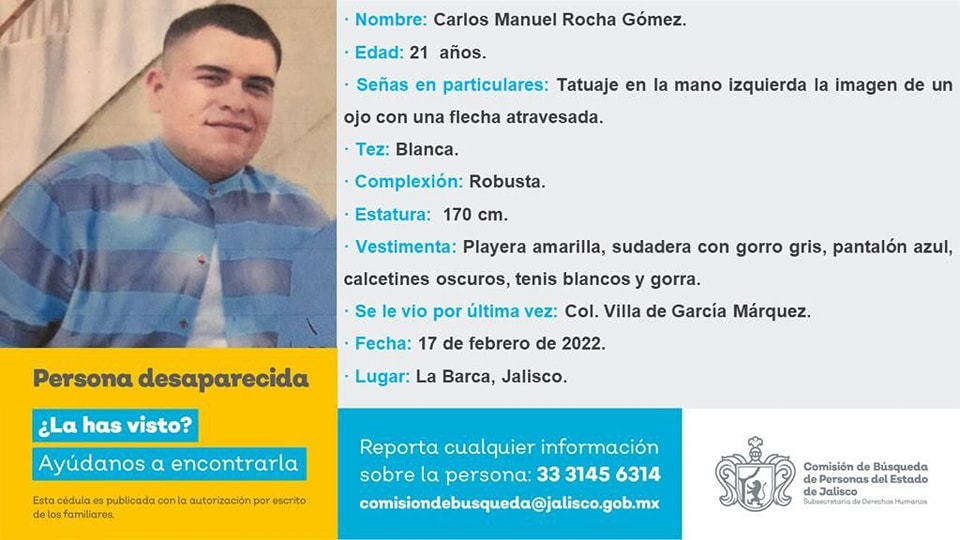 · Nombre: Carlos Manuel Rocha Gómez.
· Edad: 21 años.
· Señas en particulares: Tatuaje en la mano izquierda la imagen de un
ojo con una flecha atravesada.
· Tez: Blanca.
· Complexión: Robusta.
· Estatura: 170 cm.
· Vestimenta: Playera amarilla, sudadera con gorro gris, pantalón azul,
calcetines oscuros, tenis blancos y gorra.
· Se le vio por última vez: Col. Villa de García Márquez.
· Fecha: 17 de febrero de 2022.
· Lugar: La Barca, Jalisco.
Persona desaparecida
¿La has visto?
Ayúdanos a encontrarla
Esta cédula es publicada con la autorización por escrito
de los familiares.
Reporta cualquier información
sobre la persona: 33 3145 6314
comisiondebusqueda@jalisco.gob.mx
Comisión de Búsqueda
de Personas del Estado
de Jalisco
Subsecretaría de Derechos Humanos